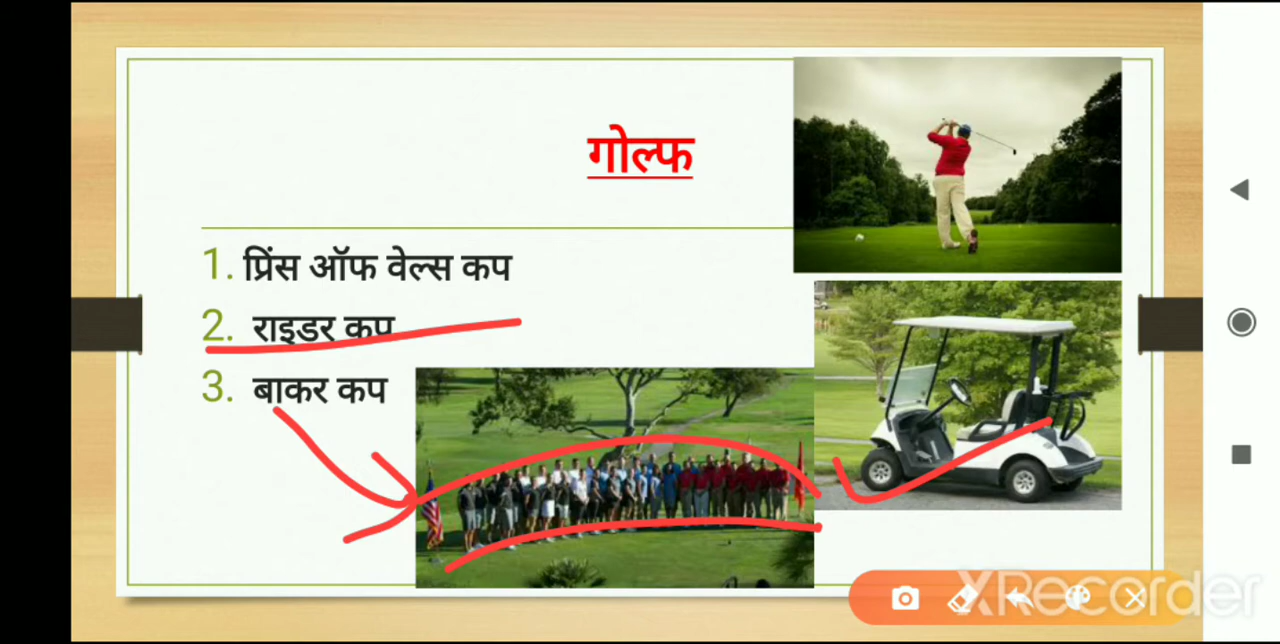 गोल्फ
1. प्रिंस ऑफ वेल्स कप
2. राइडर कप
3. बाकर कप
XRecorder